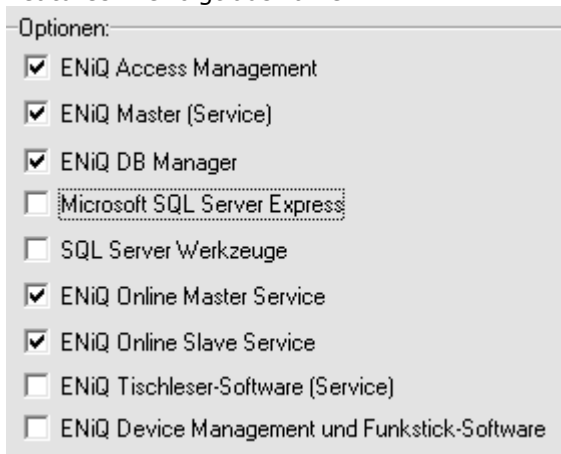 Optionen:
ENiQ Access Management
ENiQ Master (Service)
ENiQ DB Manager
Microsoft SQL Server Express
SQL Server Werkzeuge
ENiQ Online Master Service
ENiQ Online Slave Service
ENiQ Tischleser-Software (Service)
ENiQ Device Management und Funkstick-Software